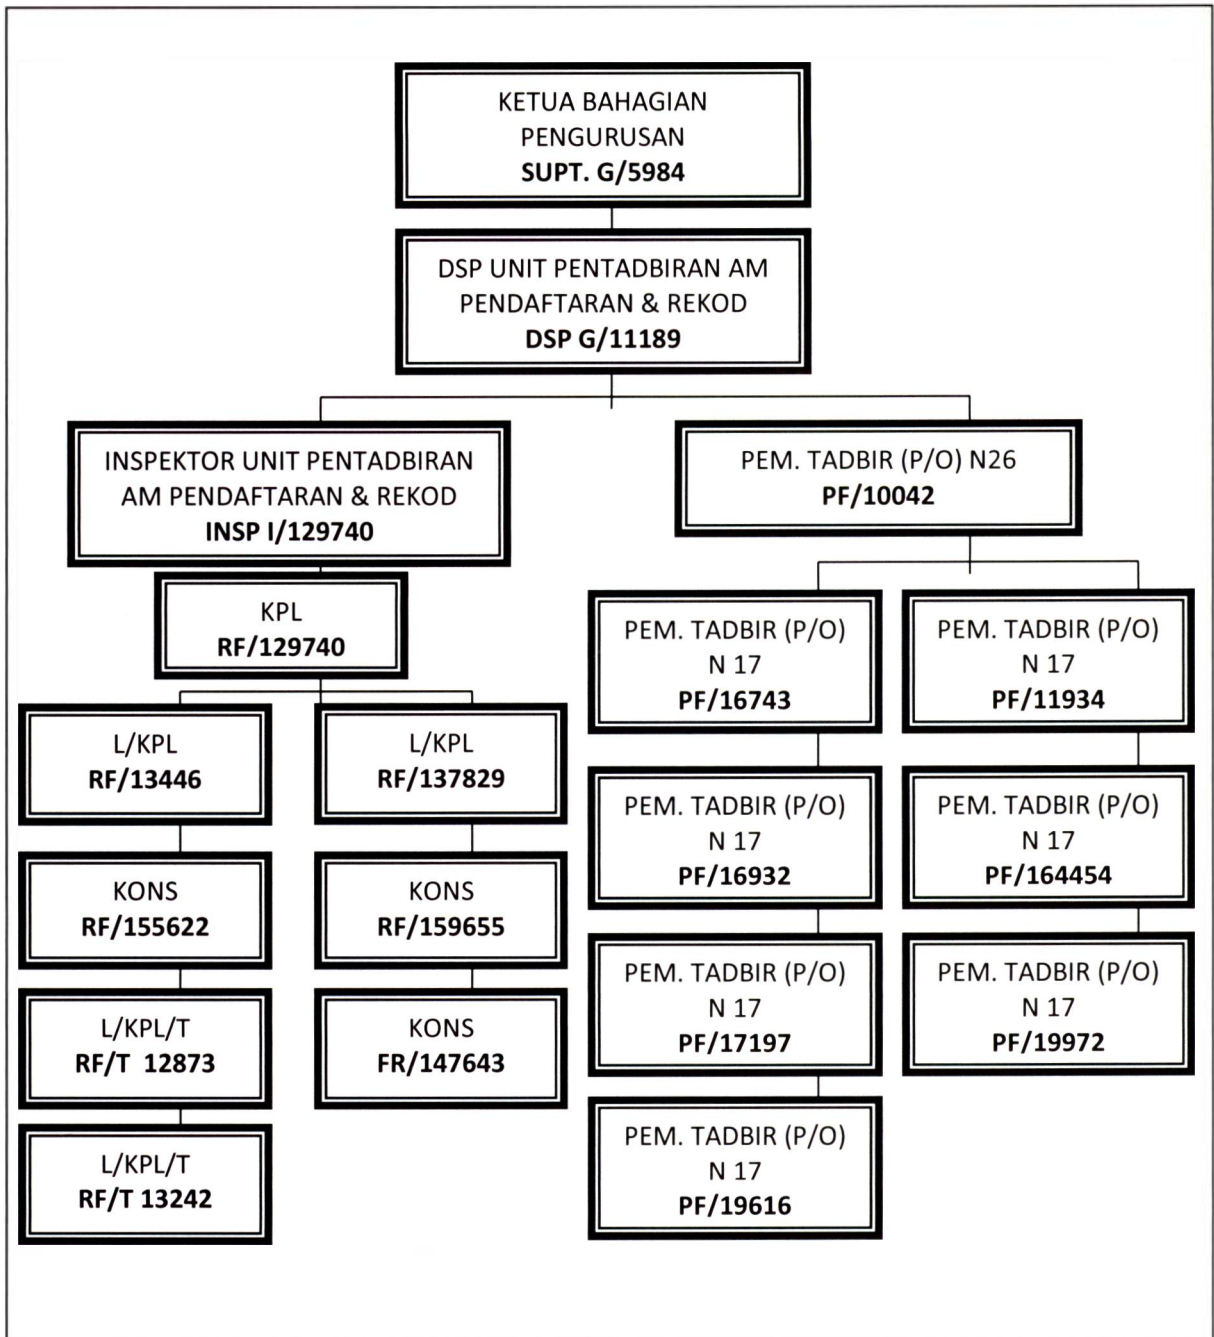 KETUA BAHAGIAN
PENGURUSAN
SUPT. G/5984
DSP UNIT PENTADBIRAN AM
PENDAFTARAN & REKOD
DSP G/11189
INSPEKTOR UNIT PENTADBIRAN
AM PENDAFTARAN & REKOD
INSP I/129740
PEM. TADBIR (P/O) N26
PF/10042
KPL
RF/129740
L/KPL
RF/13446
L/KPL
RF/137829
KONS
RF/155622
KONS
RF/159655
L/KPL/T
RF/T  12873
KONS
FR/147643
L/KPL/T
RF/T 13242
PEM. TADBIR (P/O)
N 17
PF/16743
PEM. TADBIR (P/O)
N 17
PF/11934
PEM. TADBIR (P/O)
N 17
PF/16932
PEM. TADBIR (P/O)
N 17
PF/164454
PEM. TADBIR (P/O)
N 17
PF/17197
PEM. TADBIR (P/O)
N 17
PF/19972
PEM. TADBIR (P/O)
N 17
PF/19616